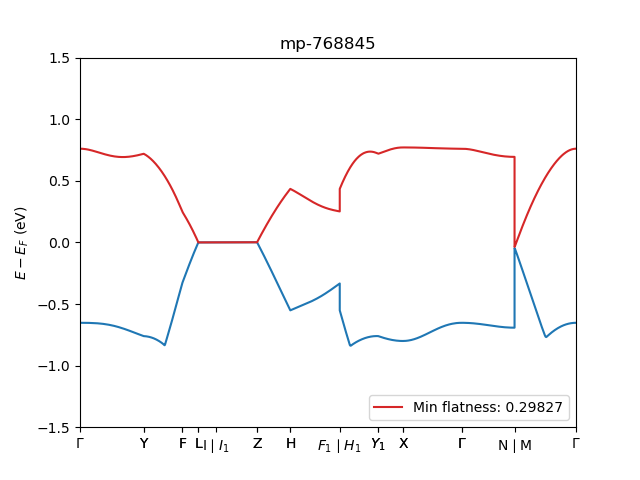 mp-768845
E − E_F (eV)
1.5
1.0
0.5
0.0
−0.5
−1.0
−1.5
Min flatness: 0.29827
Γ Y F L I | I₁ Z H F₁ | H₁ Y₁ X Γ N | M Γ